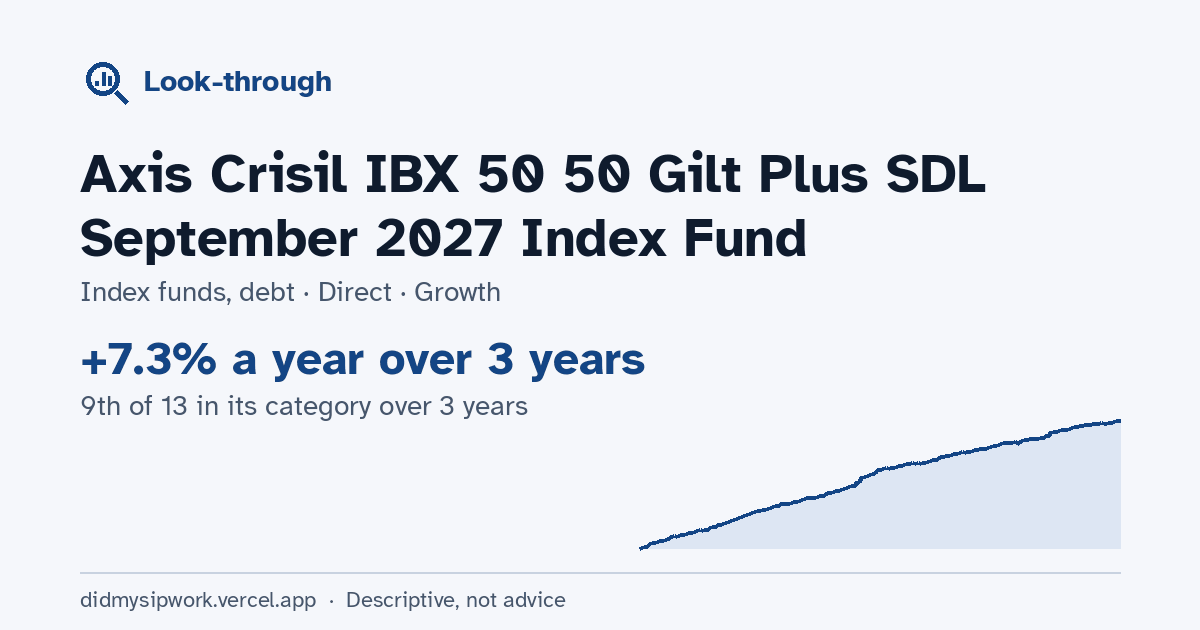 Look-through
Axis Crisil IBX 50 50 Gilt Plus SDL
September 2027 Index Fund
Index funds, debt · Direct · Growth
+7.3% a year over 3 years
9th of 13 in its category over 3 years
didmysipwork.vercel.app · Descriptive, not advice